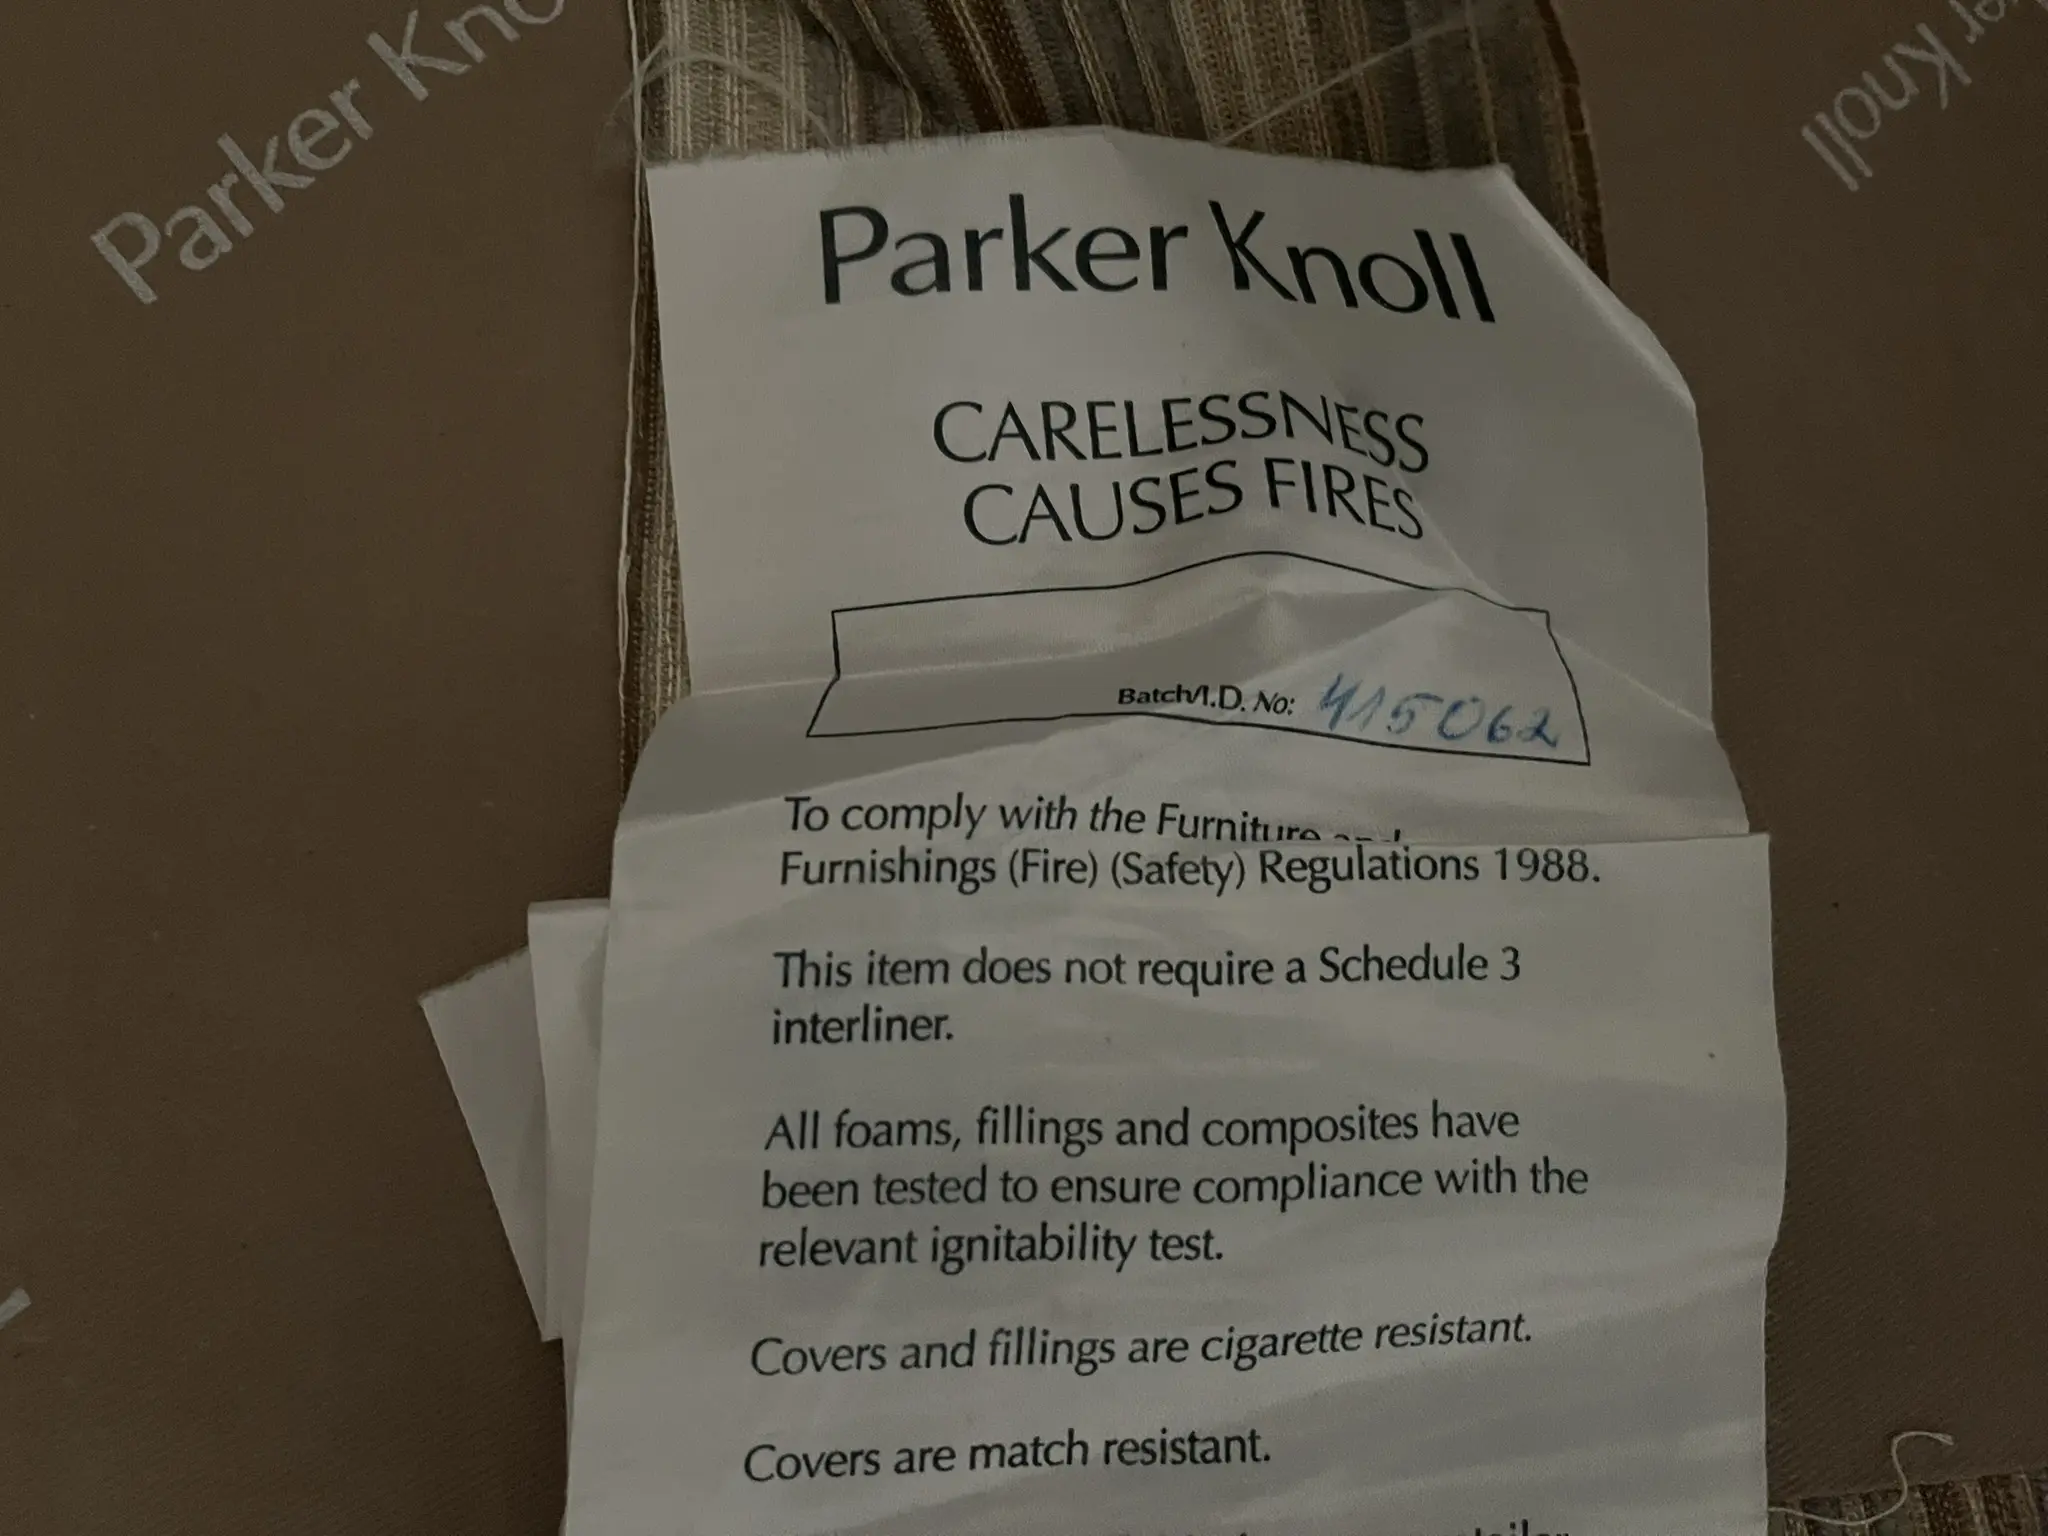 Parker Kno
Parker Knoll
Parker Knoll
CARELESSNESS
CAUSES FIRES
Batch/I.D. No: 415062
To comply with the Furniture and
Furnishings (Fire) (Safety) Regulations 1988.
This item does not require a Schedule 3
interliner.
All foams, fillings and composites have
been tested to ensure compliance with the
relevant ignitability test.
Covers and fillings are cigarette resistant.
Covers are match resistant.